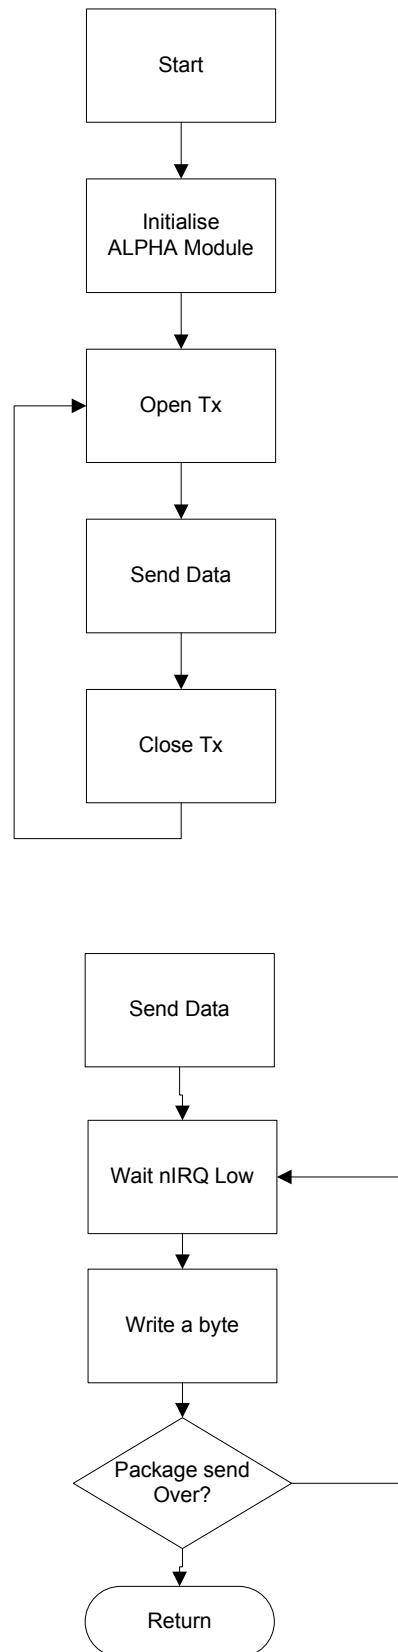 Start
Initialise
ALPHA Module
Open Tx
Send Data
Close Tx
Send Data
Wait nIRQ Low
Write a byte
Package send
Over?
Return